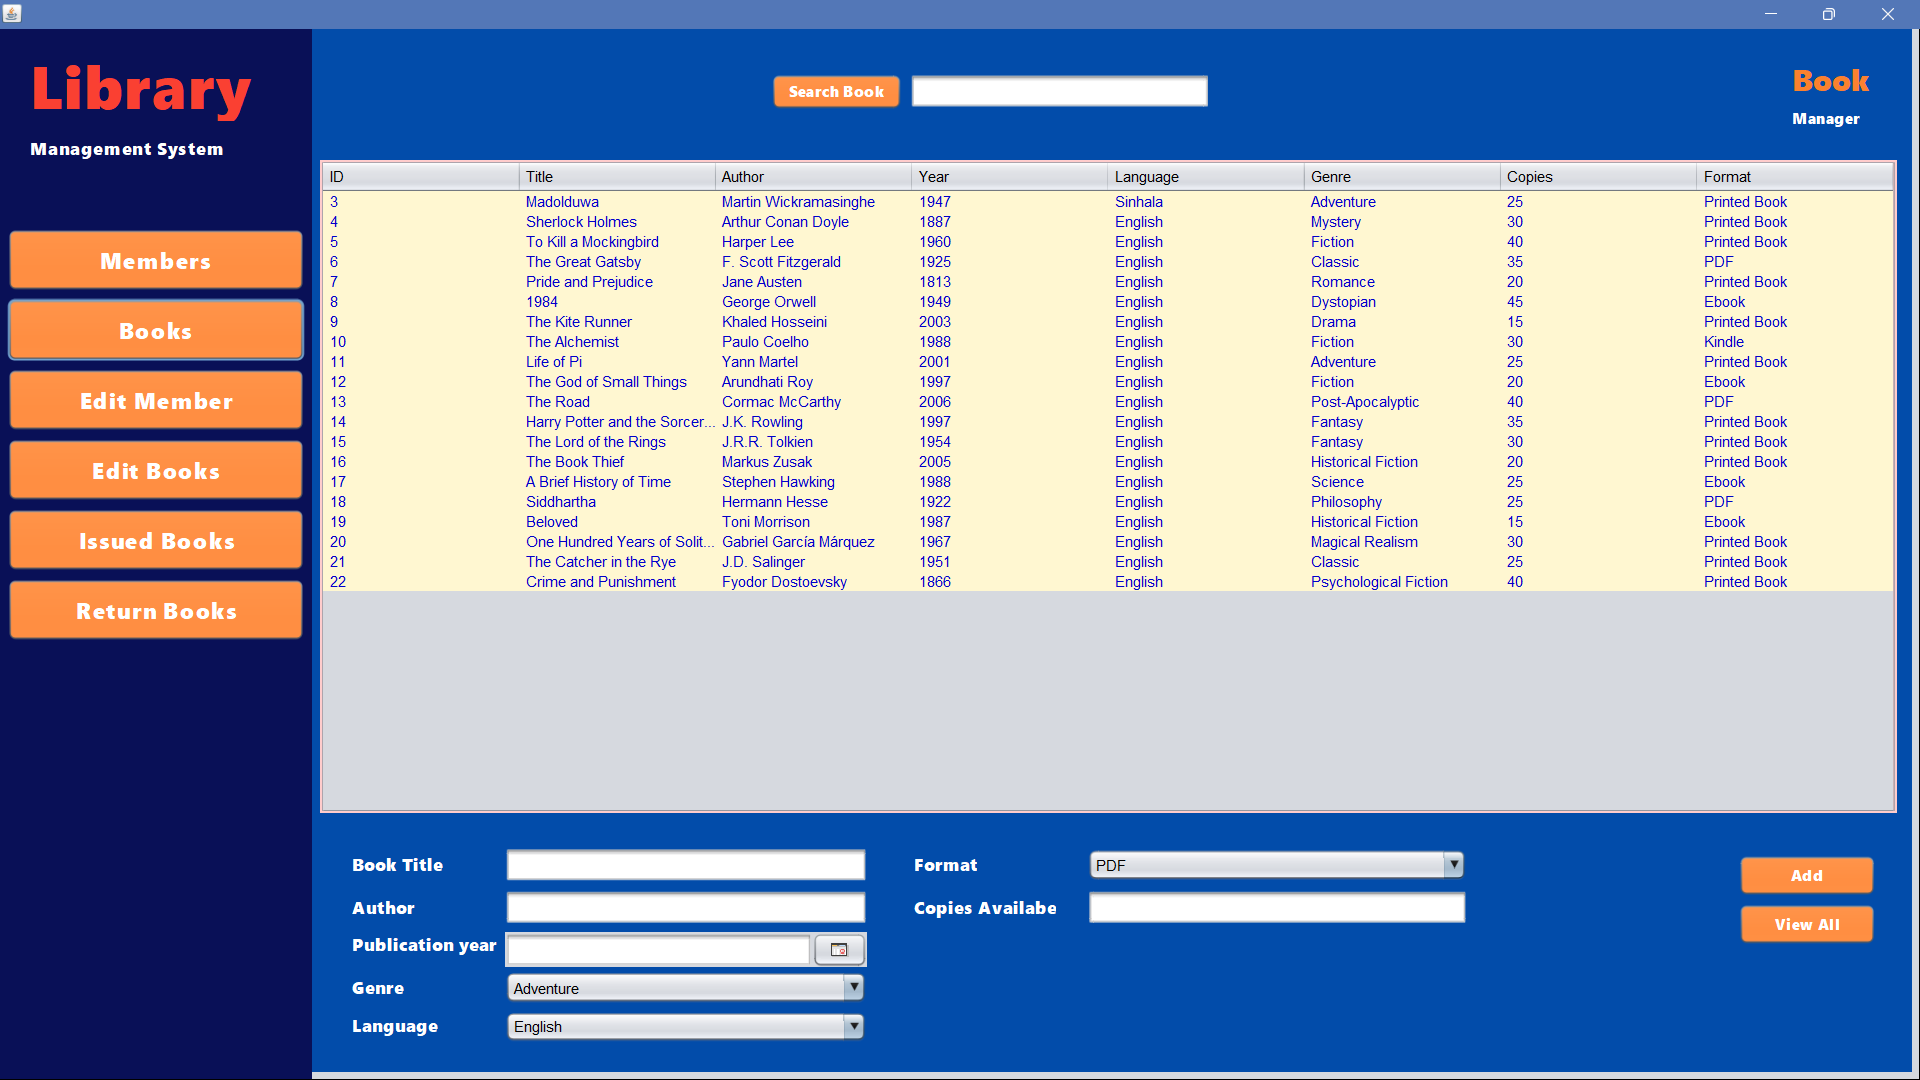 Library
Management System
Members
Books
Edit Member
Edit Books
Issued Books
Return Books
Search Book
Book
Manager
ID Title Author Year Language Genre Copies Format
3 Madolduwa Martin Wickramasinghe 1947 Sinhala Adventure 25 Printed Book
4 Sherlock Holmes Arthur Conan Doyle 1887 English Mystery 30 Printed Book
5 To Kill a Mockingbird Harper Lee 1960 English Fiction 40 Printed Book
6 The Great Gatsby F. Scott Fitzgerald 1925 English Classic 35 PDF
7 Pride and Prejudice Jane Austen 1813 English Romance 20 Printed Book
8 1984 George Orwell 1949 English Dystopian 45 Ebook
9 The Kite Runner Khaled Hosseini 2003 English Drama 15 Printed Book
10 The Alchemist Paulo Coelho 1988 English Fiction 30 Kindle
11 Life of Pi Yann Martel 2001 English Adventure 25 Printed Book
12 The God of Small Things Arundhati Roy 1997 English Fiction 20 Ebook
13 The Road Cormac McCarthy 2006 English Post-Apocalyptic 40 PDF
14 Harry Potter and the Sorcer... J.K. Rowling 1997 English Fantasy 35 Printed Book
15 The Lord of the Rings J.R.R. Tolkien 1954 English Fantasy 30 Printed Book
16 The Book Thief Markus Zusak 2005 English Historical Fiction 20 Printed Book
17 A Brief History of Time Stephen Hawking 1988 English Science 25 Ebook
18 Siddhartha Hermann Hesse 1922 English Philosophy 25 PDF
19 Beloved Toni Morrison 1987 English Historical Fiction 15 Ebook
20 One Hundred Years of Solit... Gabriel García Márquez 1967 English Magical Realism 30 Printed Book
21 The Catcher in the Rye J.D. Salinger 1951 English Classic 25 Printed Book
22 Crime and Punishment Fyodor Dostoevsky 1866 English Psychological Fiction 40 Printed Book
Book Title
Author
Publication year
Genre Adventure
Language English
Format PDF
Copies Availabe
Add
View All